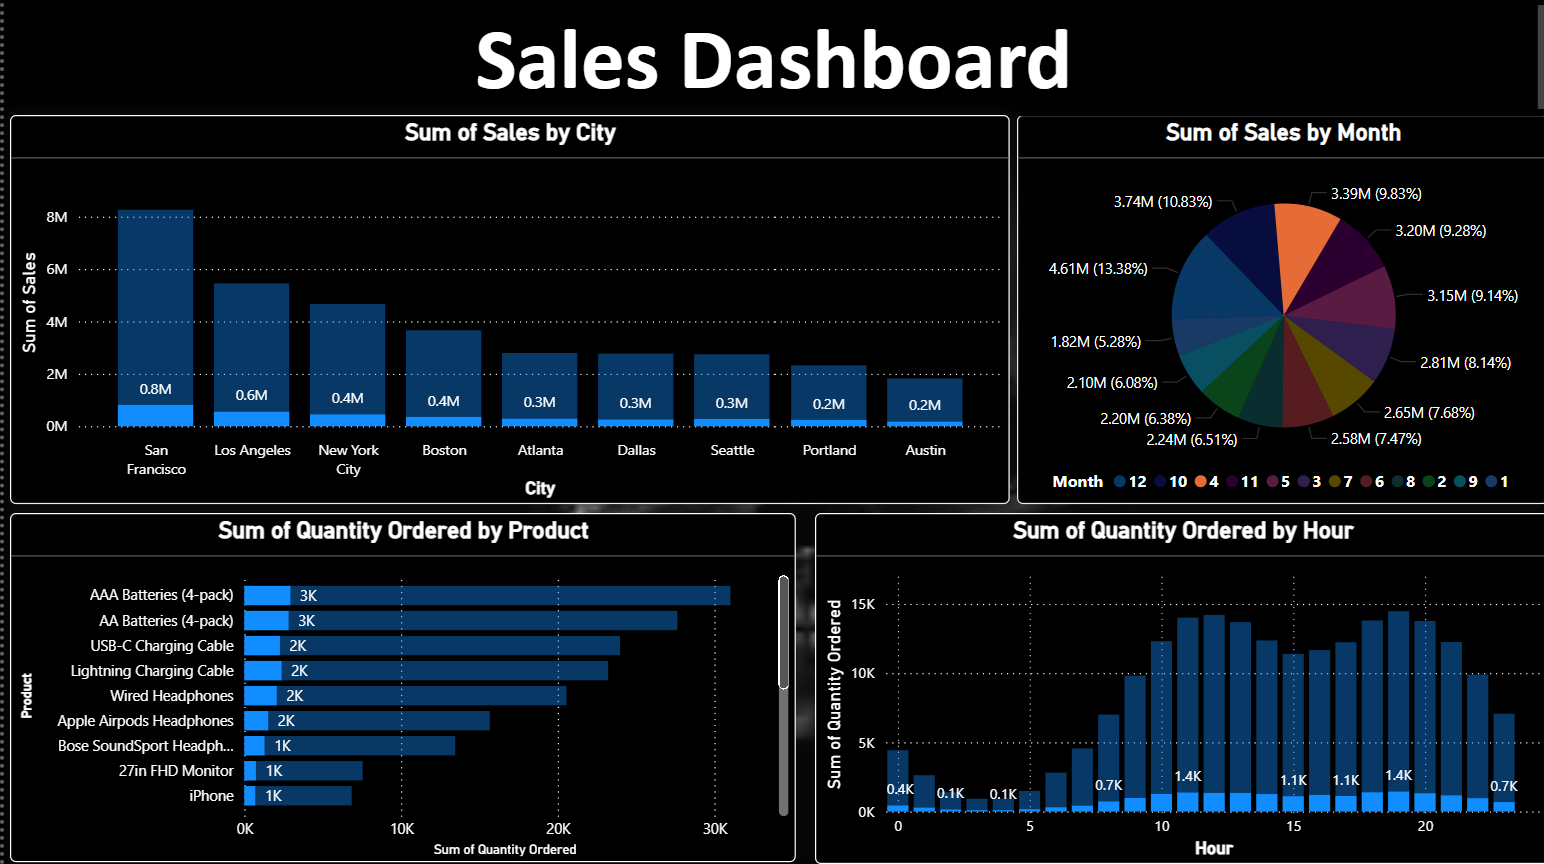 Sales Dashboard
Sum of Sales by City
Sum of Sales
8M
6M
4M
2M
0M
0.8M
0.6M
0.4M
0.4M
0.3M
0.3M
0.3M
0.2M
0.2M
San Francisco
Los Angeles
New York City
Boston
Atlanta
Dallas
Seattle
Portland
Austin
City
Sum of Sales by Month
3.39M (9.83%)
3.20M (9.28%)
3.15M (9.14%)
2.81M (8.14%)
2.65M (7.68%)
2.58M (7.47%)
2.24M (6.51%)
2.20M (6.38%)
2.10M (6.08%)
1.82M (5.28%)
4.61M (13.38%)
3.74M (10.83%)
Month 12 10 4 11 5 3 7 6 8 2 9 1
Sum of Quantity Ordered by Product
Product
AAA Batteries (4-pack) 3K
AA Batteries (4-pack) 3K
USB-C Charging Cable 2K
Lightning Charging Cable 2K
Wired Headphones 2K
Apple Airpods Headphones 2K
Bose SoundSport Headph... 1K
27in FHD Monitor 1K
iPhone 1K
0K 10K 20K 30K
Sum of Quantity Ordered
Sum of Quantity Ordered by Hour
Sum of Quantity Ordered
15K
10K
5K
0K
0.4K
0.1K
0.1K
0.7K
1.4K
1.1K
1.1K
1.4K
0.7K
0 5 10 15 20
Hour